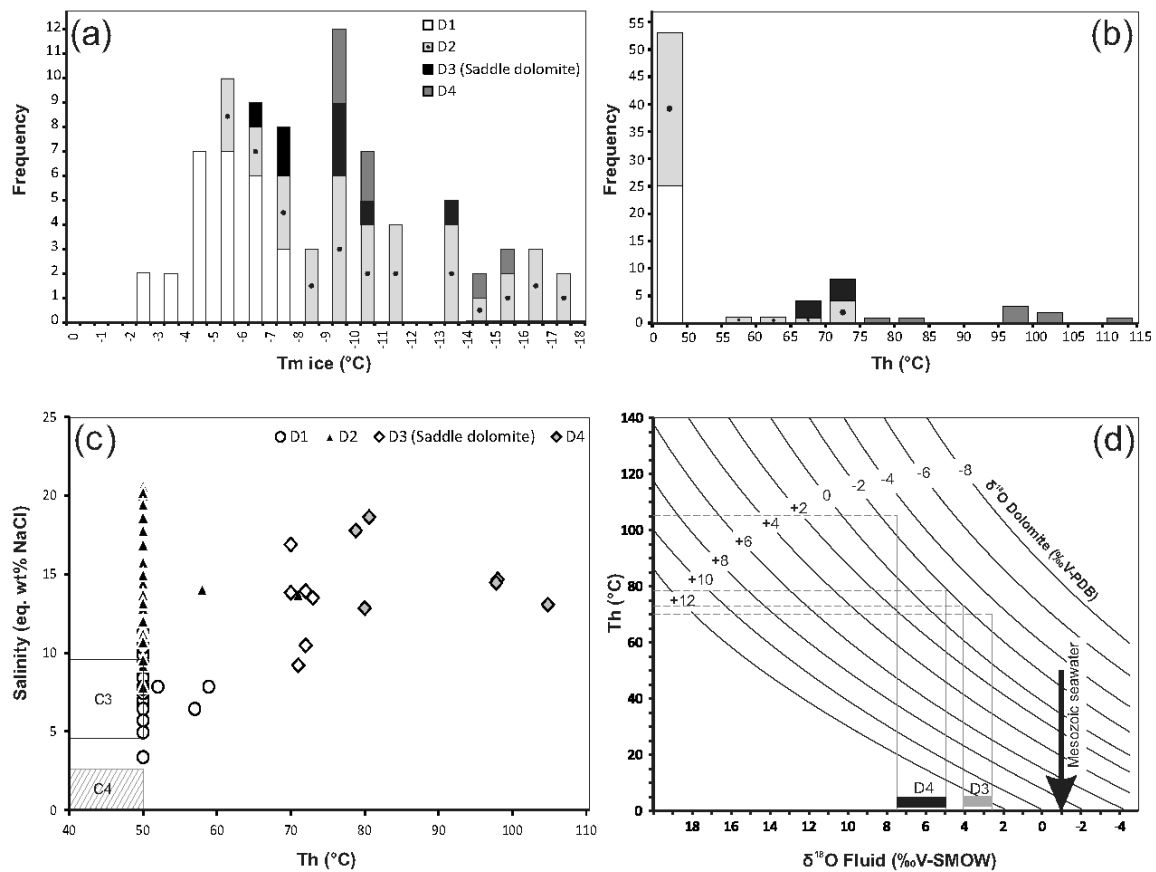 (a)
D1
D2
D3 (Saddle dolomite)
D4
Frequency
12
11
10
9
8
7
6
5
4
3
2
1
0
0 -1 -2 -3 -4 -5 -6 -7 -8 -9 -10 -11 -12 -13 -14 -15 -16 -17 -18
Tm ice (°C)
(b)
Frequency
55
50
45
40
35
30
25
20
15
10
5
0
0 50 55 60 65 70 75 80 85 90 95 100 105 110 115
Th (°C)
(c)
D1 D2 D3 (Saddle dolomite) D4
Salinity (eq. wt% NaCl)
25
20
15
10
5
0
C3
C4
40 50 60 70 80 90 100 110
Th (°C)
(d)
Th (°C)
140
120
100
80
60
40
20
0
+12 +10 +8 +6 +4 +2 0 -2 -4 -6 -8
δ¹⁸O Dolomite (‰V-PDB)
Mesozoic seawater
D4 D3
18 16 14 12 10 8 6 4 2 0 -2 -4
δ¹⁸O Fluid (‰V-SMOW)